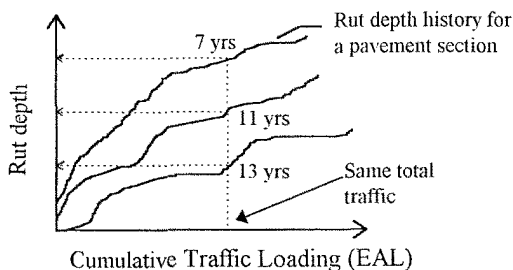 Rut depth history for
a pavement section
7 yrs
11 yrs
13 yrs
Same total
traffic
Rut depth
Cumulative Traffic Loading (EAL)